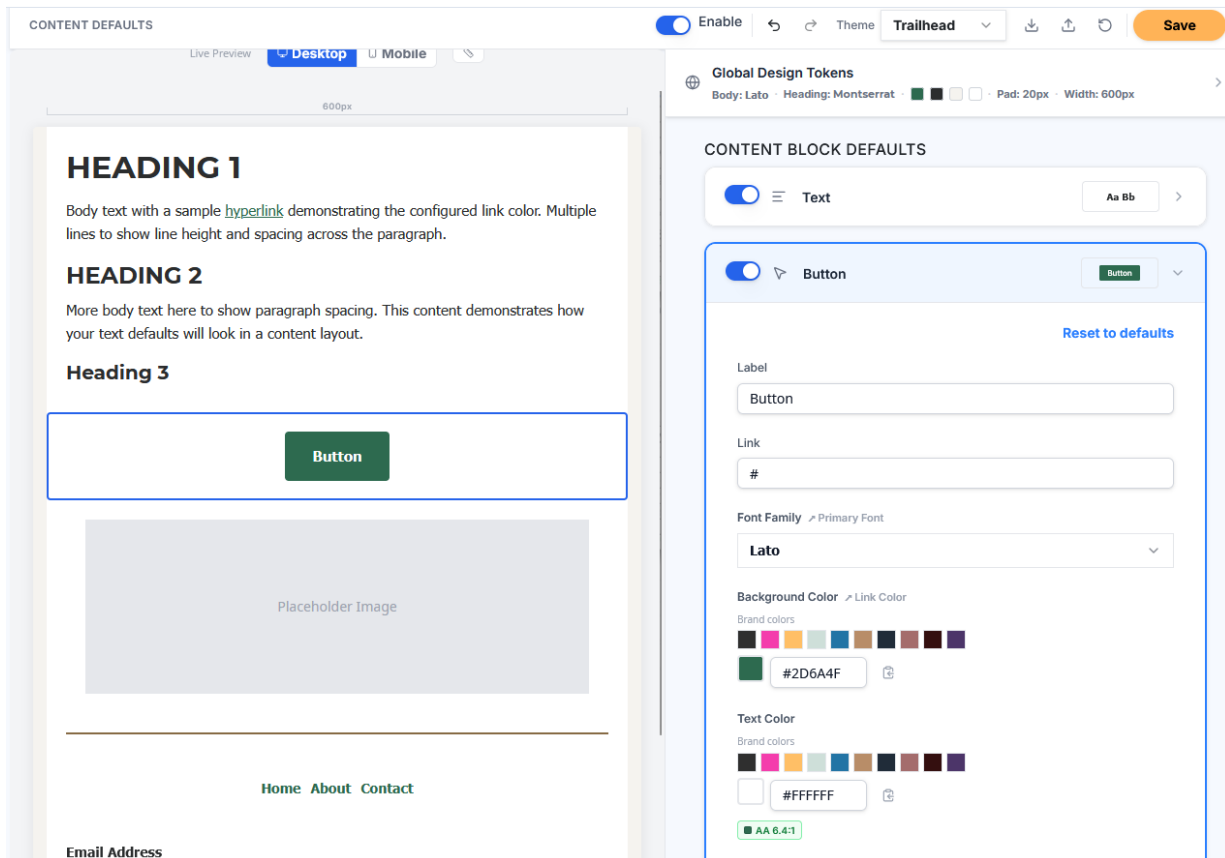 CONTENT DEFAULTS
Enable
Theme
Trailhead
Save
Live Preview
Desktop
Mobile
600px
HEADING 1
Body text with a sample hyperlink demonstrating the configured link color. Multiple
lines to show line height and spacing across the paragraph.
HEADING 2
More body text here to show paragraph spacing. This content demonstrates how
your text defaults will look in a content layout.
Heading 3
Button
Placeholder Image
Home About Contact
Email Address
Global Design Tokens
Body: Lato · Heading: Montserrat · Pad: 20px · Width: 600px
CONTENT BLOCK DEFAULTS
Text
Aa Bb
Button
Button
Reset to defaults
Label
Button
Link
#
Font Family ↗ Primary Font
Lato
Background Color ↗ Link Color
Brand colors
#2D6A4F
Text Color
Brand colors
#FFFFFF
AA 6.4:1